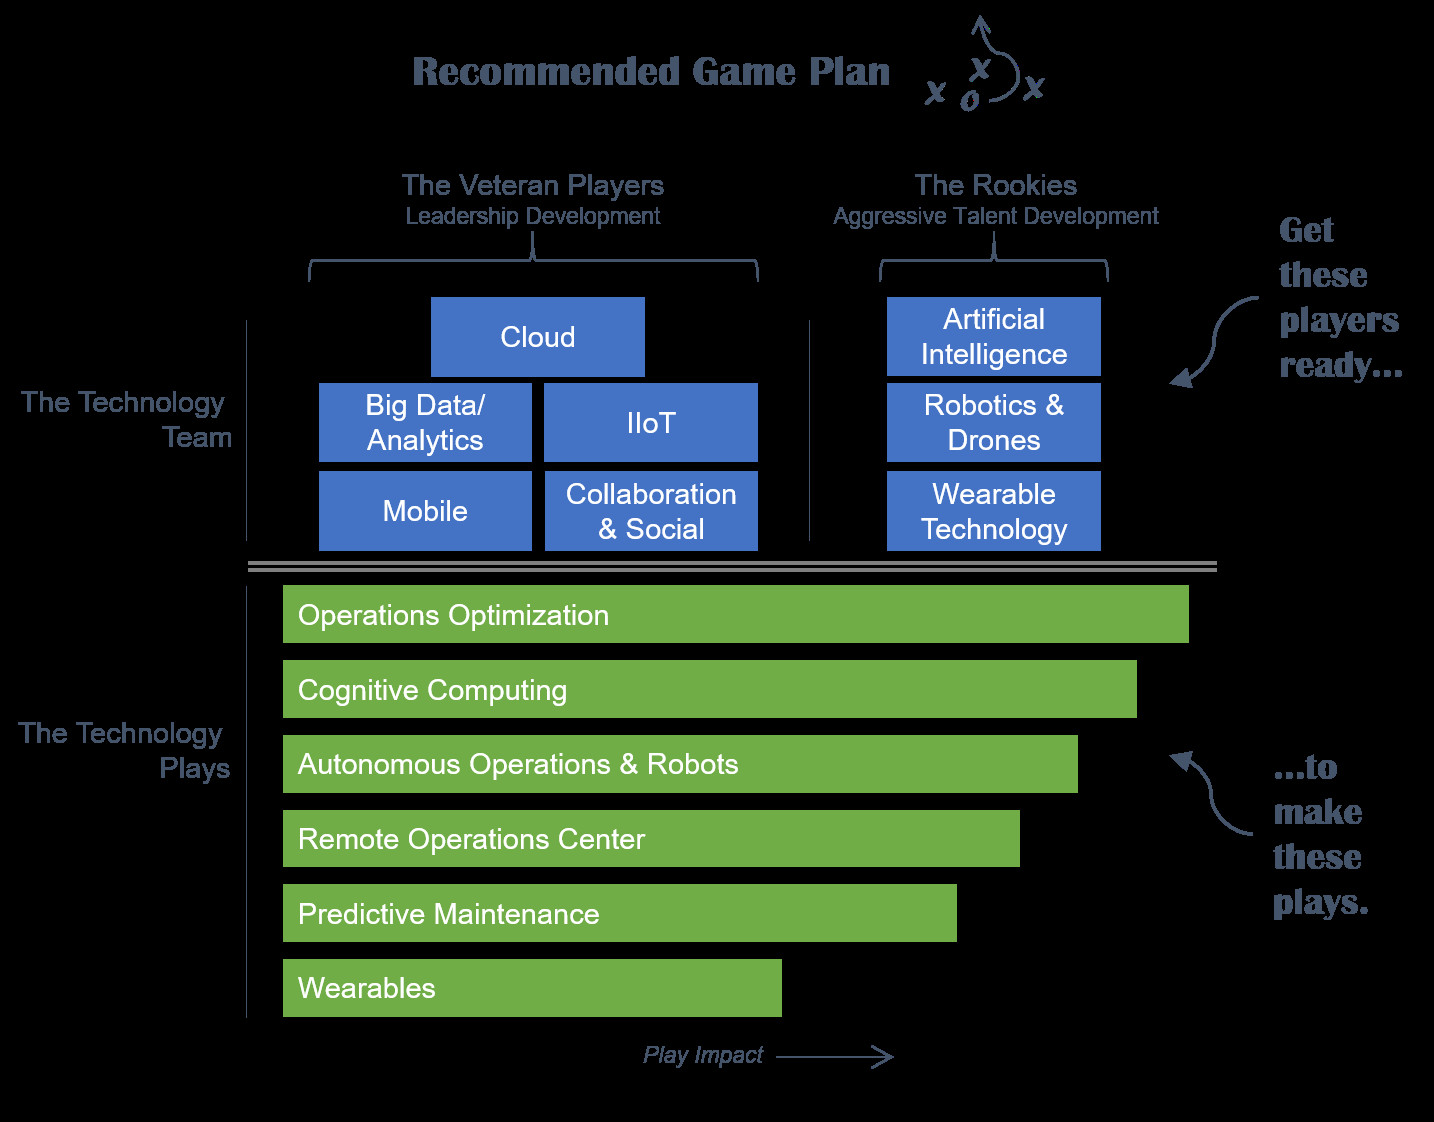 Recommended Game Plan
x x o x
The Veteran Players
Leadership Development
The Rookies
Aggressive Talent Development
Get
these
players
ready...
The Technology
Team
Cloud
Big Data/
Analytics
IIoT
Mobile
Collaboration
& Social
Artificial
Intelligence
Robotics &
Drones
Wearable
Technology
The Technology
Plays
Operations Optimization
Cognitive Computing
Autonomous Operations & Robots
Remote Operations Center
Predictive Maintenance
Wearables
...to
make
these
plays.
Play Impact